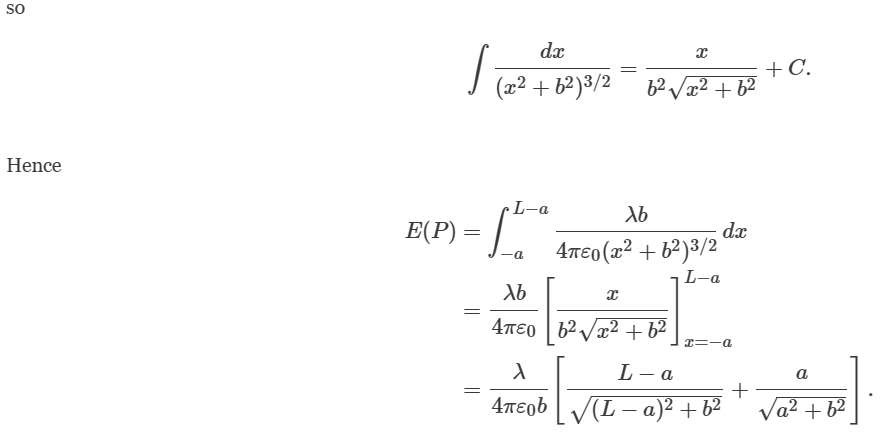 so
∫ dx / (x² + b²)^{3/2} = x / (b²√(x² + b²)) + C.
Hence
E(P) = ∫_{−a}^{L−a} λb / (4πε₀(x² + b²)^{3/2}) dx
= λb / (4πε₀) [ x / (b²√(x² + b²)) ]_{x=−a}^{L−a}
= λ / (4πε₀b) [ (L − a) / √((L − a)² + b²) + a / √(a² + b²) ].